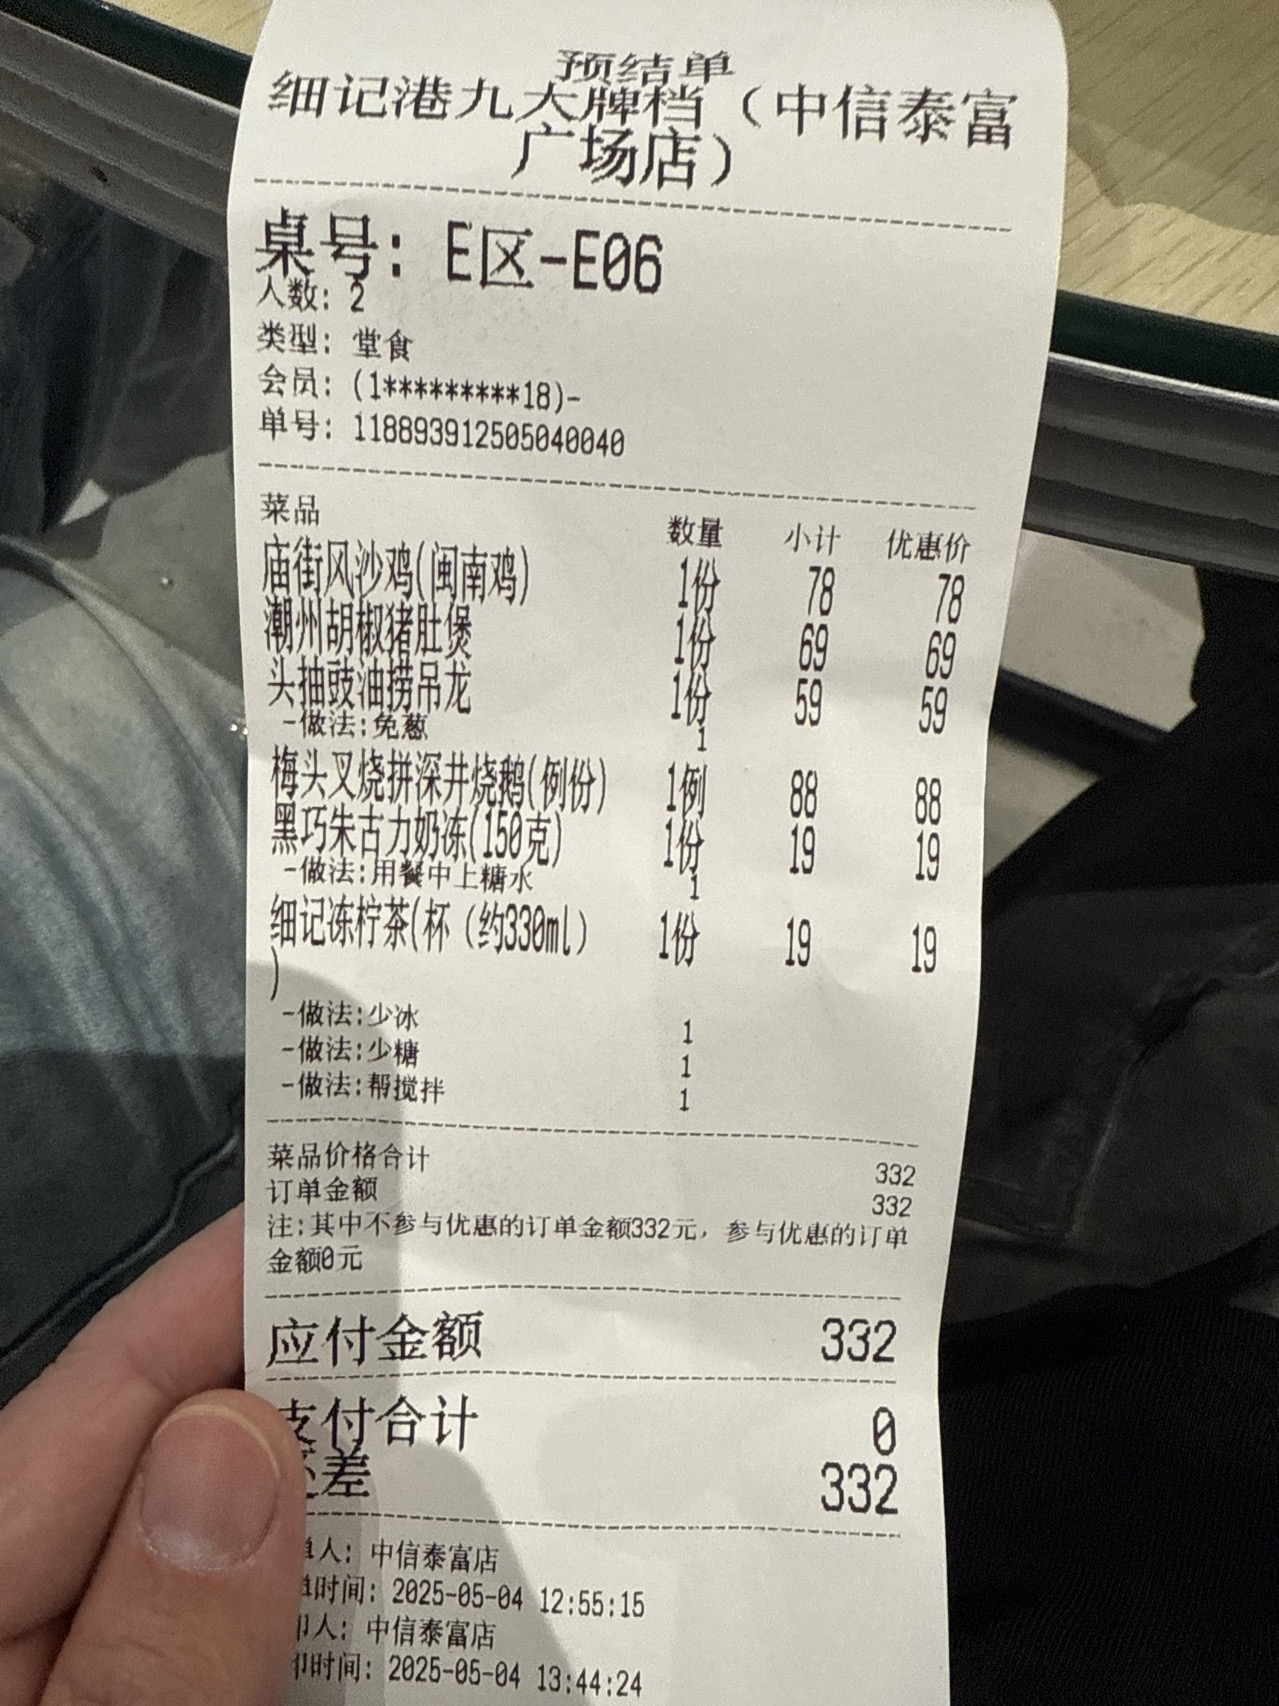 预结单
细记港九大牌档（中信泰富
广场店）
桌号: E区-E06
人数: 2
类型: 堂食
会员: (1*********18)-
单号: 118893912505040040
菜品 数量 小计 优惠价
庙街风沙鸡(闽南鸡) 1份 78 78
潮州胡椒猪肚煲 1份 69 69
头抽豉油捞吊龙 1份 59 59
-做法:免葱 1
梅头叉烧拼深井烧鹅(例份) 1例 88 88
黑巧朱古力奶冻(150克) 1份 19 19
-做法:用餐中上糖水 1
细记冻柠茶(杯（约330ml） 1份 19 19
)
-做法:少冰 1
-做法:少糖 1
-做法:帮搅拌 1
菜品价格合计 332
订单金额 332
注:其中不参与优惠的订单金额332元，参与优惠的订单
金额0元
应付金额 332
支付合计 0
差 332
单人: 中信泰富店
单时间: 2025-05-04 12:55:15
印人: 中信泰富店
印时间: 2025-05-04 13:44:24